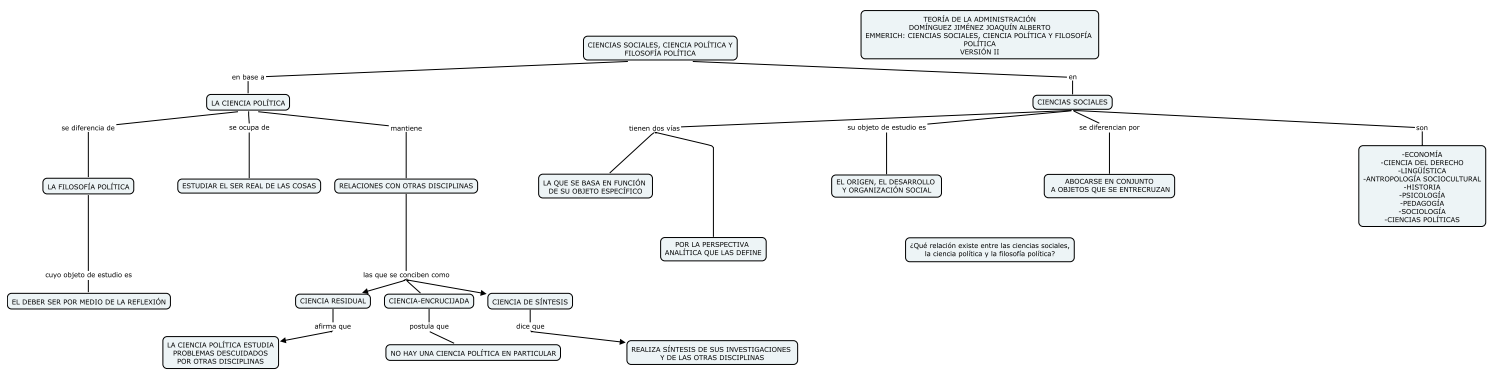 TEORÍA DE LA ADMINISTRACIÓN
DOMÍNGUEZ JIMÉNEZ JOAQUÍN ALBERTO
EMMERICH: CIENCIAS SOCIALES, CIENCIA POLÍTICA Y FILOSOFÍA
POLÍTICA
VERSIÓN II
CIENCIAS SOCIALES, CIENCIA POLÍTICA Y
FILOSOFÍA POLÍTICA
en base a
en
LA CIENCIA POLÍTICA
CIENCIAS SOCIALES
se diferencia de
se ocupa de
mantiene
tienen dos vías
su objeto de estudio es
se diferencian por
son
LA FILOSOFÍA POLÍTICA
ESTUDIAR EL SER REAL DE LAS COSAS
RELACIONES CON OTRAS DISCIPLINAS
LA QUE SE BASA EN FUNCIÓN
DE SU OBJETO ESPECÍFICO
EL ORIGEN, EL DESARROLLO
Y ORGANIZACIÓN SOCIAL
ABOCARSE EN CONJUNTO
A OBJETOS QUE SE ENTRECRUZAN
-ECONOMÍA
-CIENCIA DEL DERECHO
-LINGÜÍSTICA
-ANTROPOLOGÍA SOCIOCULTURAL
-HISTORIA
-PSICOLOGÍA
-PEDAGOGÍA
-SOCIOLOGÍA
-CIENCIAS POLÍTICAS
POR LA PERSPECTIVA
ANALÍTICA QUE LAS DEFINE
¿Qué relación existe entre las ciencias sociales,
la ciencia política y la filosofía política?
cuyo objeto de estudio es
las que se conciben como
EL DEBER SER POR MEDIO DE LA REFLEXIÓN
CIENCIA RESIDUAL
CIENCIA-ENCRUCIJADA
CIENCIA DE SÍNTESIS
afirma que
postula que
dice que
LA CIENCIA POLÍTICA ESTUDIA
PROBLEMAS DESCUIDADOS
POR OTRAS DISCIPLINAS
NO HAY UNA CIENCIA POLÍTICA EN PARTICULAR
REALIZA SÍNTESIS DE SUS INVESTIGACIONES
Y DE LAS OTRAS DISCIPLINAS